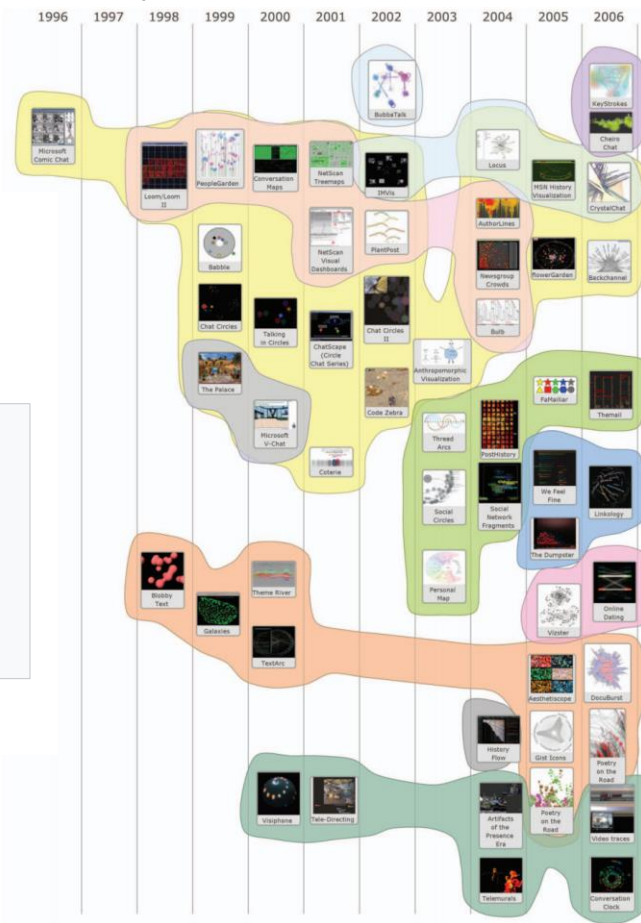 1996 1997 1998 1999 2000 2001 2002 2003 2004 2005 2006
BubbaTalk
KeyStrokes
Microsoft
Comic Chat
Cheiro
Chat
Loom/Loom
II
PeopleGarden
Conversation
Maps
NetScan
Treemaps
IMVis
Locus
MSN History
Visualization
CrystalChat
Babble
NetScan
Visual
Dashboards
PlantPost
AuthorLines
Newsgroup
Crowds
FlowerGarden
Backchannel
Chat Circles
Talking
in Circles
ChatScape
(Circle
Chat Series)
Chat Circles
II
Bulb
The Palace
Anthropomorphic
Visualization
Microsoft
V-Chat
Code Zebra
FaMailiar
Themail
Coterie
Thread
Arcs
PostHistory
Social
Circles
Social
Network
Fragments
We Feel
Fine
Linkology
The Dumpster
Blobby
Text
Theme River
Personal
Map
Galaxies
TextArc
Vizster
Online
Dating
Aesthetiscope
DocuBurst
History
Flow
Gist Icons
Poetry
on the
Road
Visiphone
Tele-Directing
Artifacts
of the
Presence
Era
Poetry
on the
Road
Video traces
Telemurals
Conversation
Clock